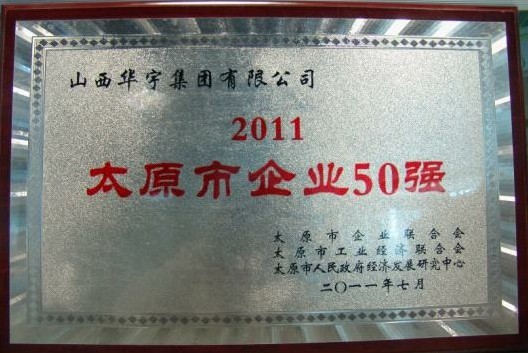 山西华宇集团有限公司
2011
太原市企业50强
太原市企业联合会
太原市工业经济联合会
太原市人民政府经济发展研究中心
二〇一一年七月